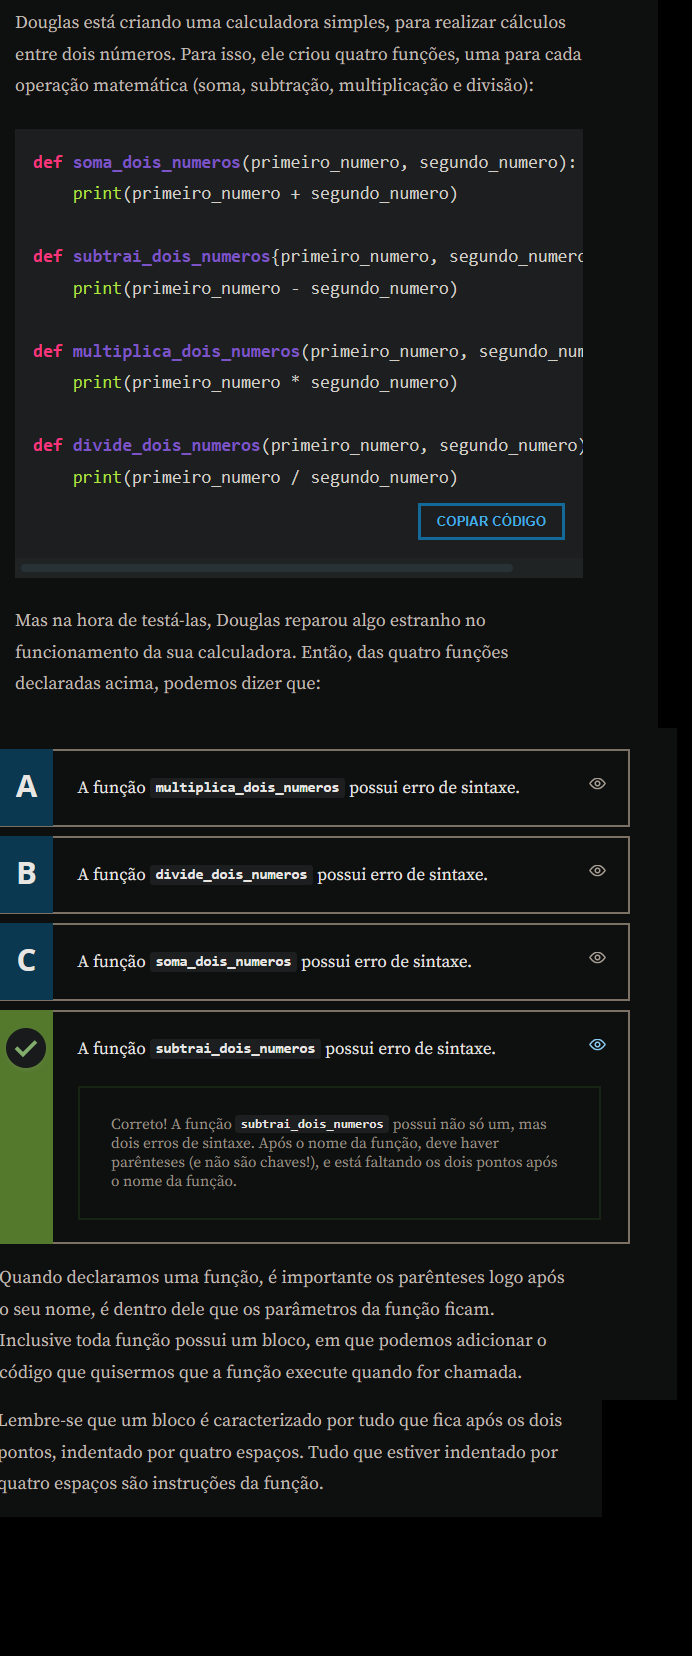 Douglas está criando uma calculadora simples, para realizar cálculos
entre dois números. Para isso, ele criou quatro funções, uma para cada
operação matemática (soma, subtração, multiplicação e divisão):
def soma_dois_numeros(primeiro_numero, segundo_numero):
    print(primeiro_numero + segundo_numero)
def subtrai_dois_numeros{primeiro_numero, segundo_numero
    print(primeiro_numero - segundo_numero)
def multiplica_dois_numeros(primeiro_numero, segundo_num
    print(primeiro_numero * segundo_numero)
def divide_dois_numeros(primeiro_numero, segundo_numero)
    print(primeiro_numero / segundo_numero)
COPIAR CÓDIGO
Mas na hora de testá-las, Douglas reparou algo estranho no
funcionamento da sua calculadora. Então, das quatro funções
declaradas acima, podemos dizer que:
A A função multiplica_dois_numeros possui erro de sintaxe.
B A função divide_dois_numeros possui erro de sintaxe.
C A função soma_dois_numeros possui erro de sintaxe.
A função subtrai_dois_numeros possui erro de sintaxe.
Correto! A função subtrai_dois_numeros possui não só um, mas
dois erros de sintaxe. Após o nome da função, deve haver
parênteses (e não são chaves!), e está faltando os dois pontos após
o nome da função.
Quando declaramos uma função, é importante os parênteses logo após
o seu nome, é dentro dele que os parâmetros da função ficam.
Inclusive toda função possui um bloco, em que podemos adicionar o
código que quisermos que a função execute quando for chamada.
Lembre-se que um bloco é caracterizado por tudo que fica após os dois
pontos, indentado por quatro espaços. Tudo que estiver indentado por
quatro espaços são instruções da função.